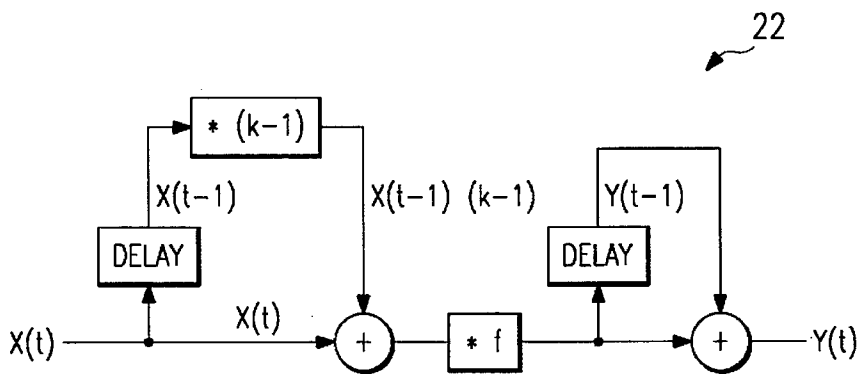 22
* (k-1)
X(t-1)
X(t-1) (k-1)
Y(t-1)
DELAY
DELAY
X(t)
X(t)
+
* f
+
Y(t)